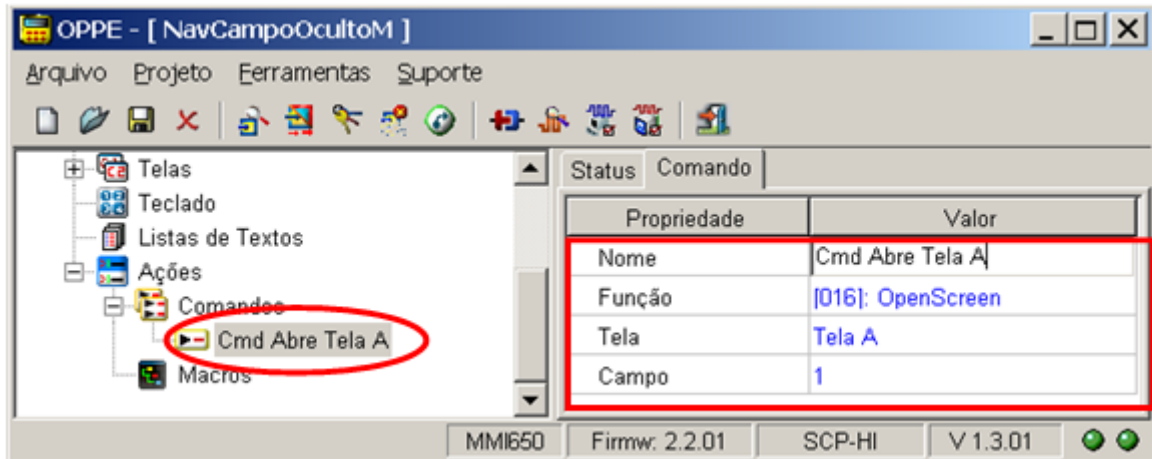 OPPE - [ NavCampoOcultoM ]
Arquivo Projeto Ferramentas Suporte
Telas
Teclado
Listas de Textos
Ações
Comandos
Cmd Abre Tela A
Macros
Status Comando
Propriedade Valor
Nome Cmd Abre Tela A
Função [016]: OpenScreen
Tela Tela A
Campo 1
MMI650 Firmw: 2.2.01 SCP-HI V 1.3.01